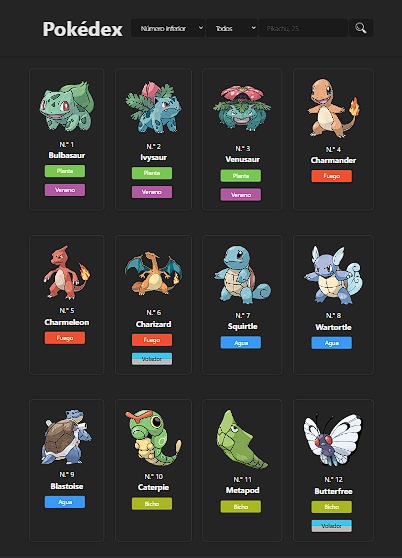 Pokédex
Número inferior
Todos
Pikachu, 25
N.° 1
Bulbasaur
Planta
Veneno
N.° 2
Ivysaur
Planta
Veneno
N.° 3
Venusaur
Planta
Veneno
N.° 4
Charmander
Fuego
N.° 5
Charmeleon
Fuego
N.° 6
Charizard
Fuego
Volador
N.° 7
Squirtle
Agua
N.° 8
Wartortle
Agua
N.° 9
Blastoise
Agua
N.° 10
Caterpie
Bicho
N.° 11
Metapod
Bicho
N.° 12
Butterfree
Bicho
Volador